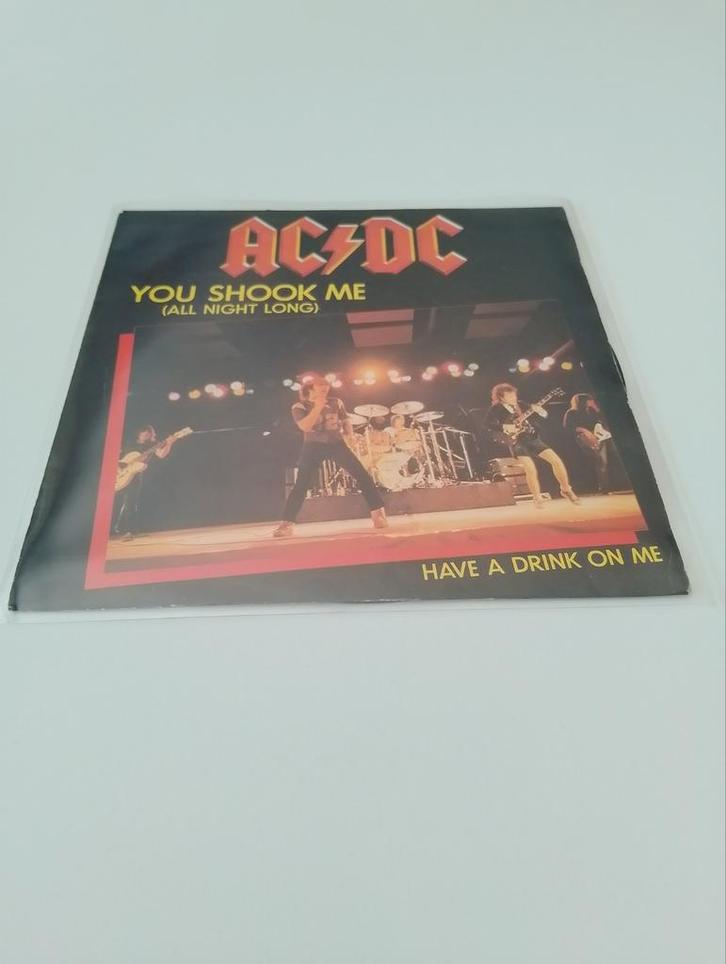 AC⚡DC
YOU SHOOK ME
(ALL NIGHT LONG)
HAVE A DRINK ON ME